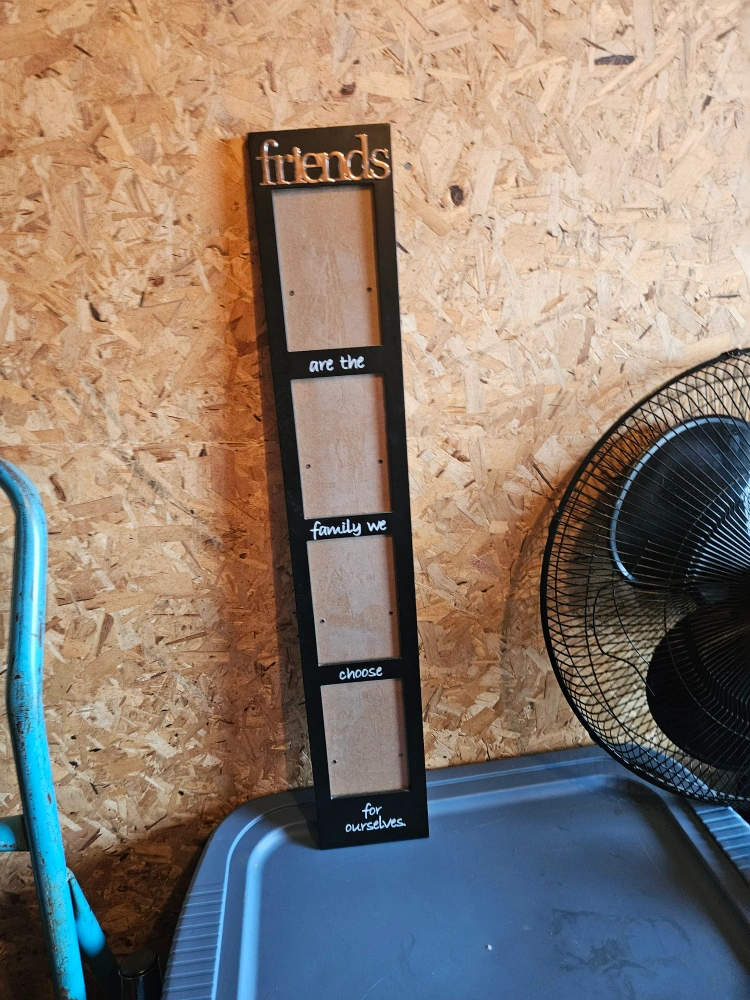 friends
are the
family we
choose
for
ourselves.